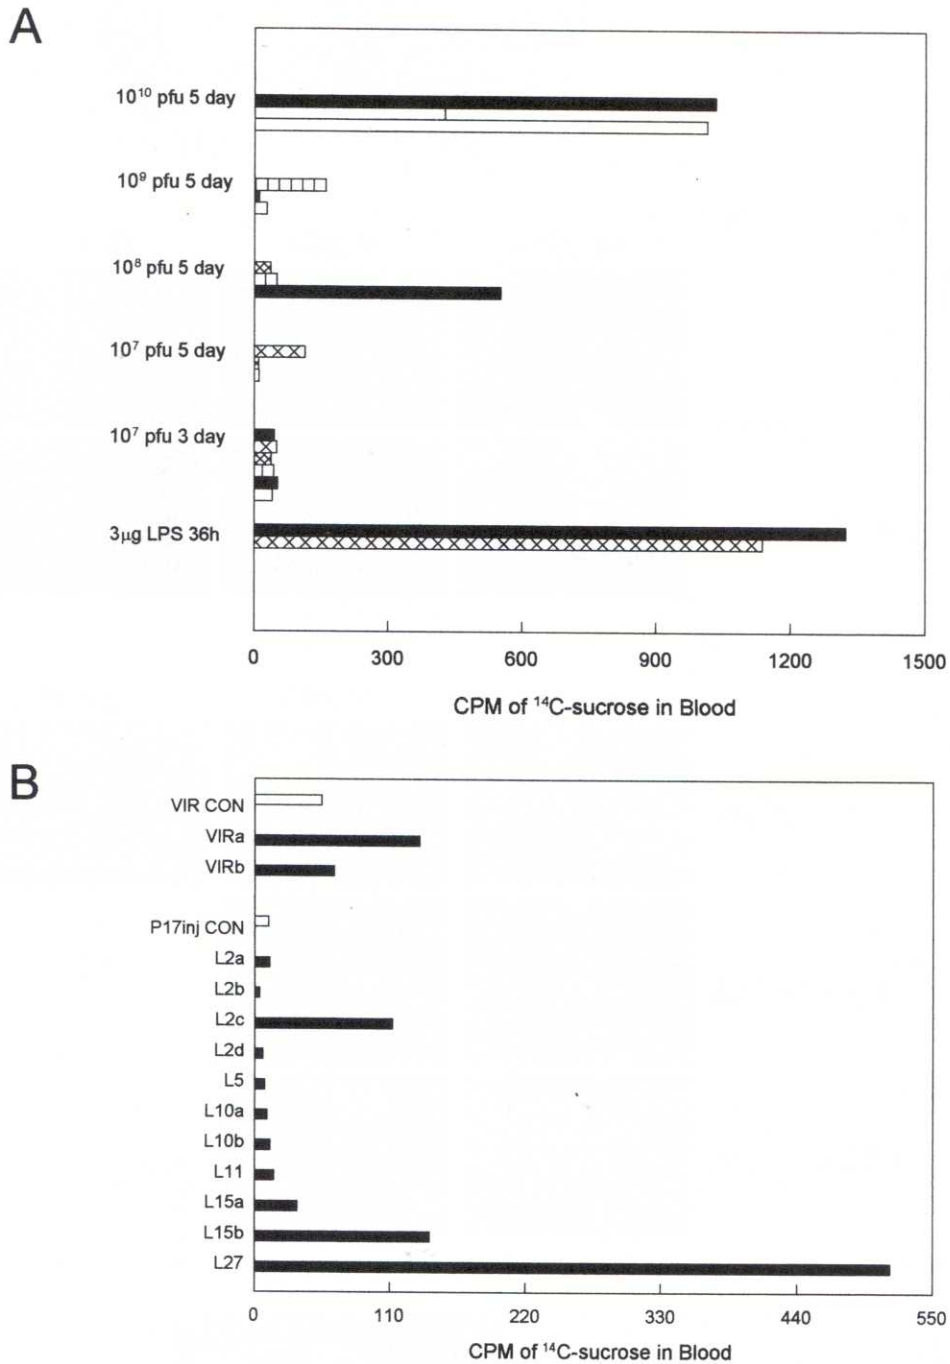 A
10¹⁰ pfu 5 day
10⁹ pfu 5 day
10⁸ pfu 5 day
10⁷ pfu 5 day
10⁷ pfu 3 day
3μg LPS 36h
0 300 600 900 1200 1500
CPM of ¹⁴C-sucrose in Blood
B
VIR CON
VIRa
VIRb
P17inj CON
L2a
L2b
L2c
L2d
L5
L10a
L10b
L11
L15a
L15b
L27
0 110 220 330 440 550
CPM of ¹⁴C-sucrose in Blood